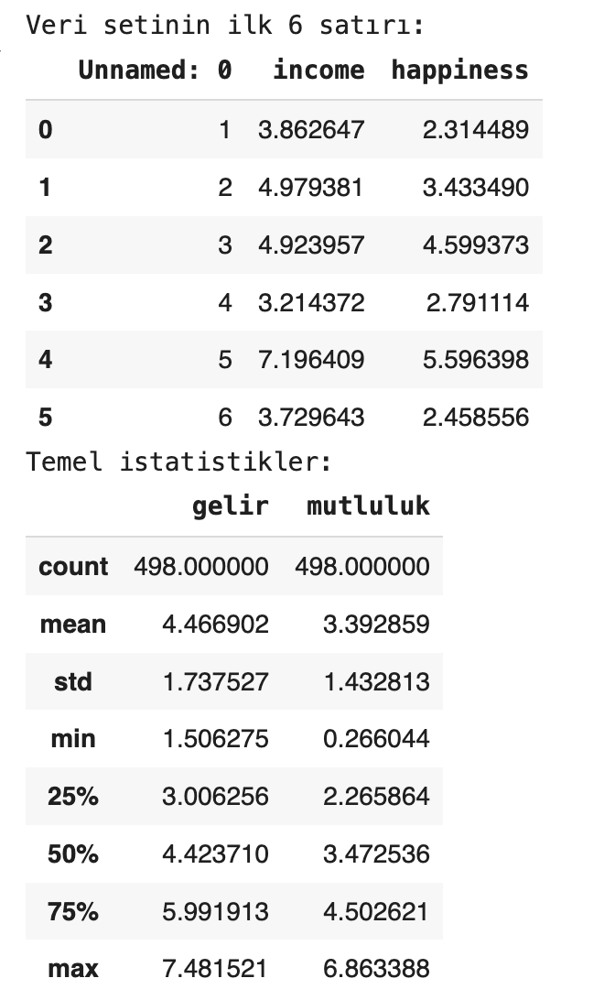 Veri setinin ilk 6 satırı:
Unnamed: 0 income happiness
0 1 3.862647 2.314489
1 2 4.979381 3.433490
2 3 4.923957 4.599373
3 4 3.214372 2.791114
4 5 7.196409 5.596398
5 6 3.729643 2.458556
Temel istatistikler:
gelir mutluluk
count 498.000000 498.000000
mean 4.466902 3.392859
std 1.737527 1.432813
min 1.506275 0.266044
25% 3.006256 2.265864
50% 4.423710 3.472536
75% 5.991913 4.502621
max 7.481521 6.863388